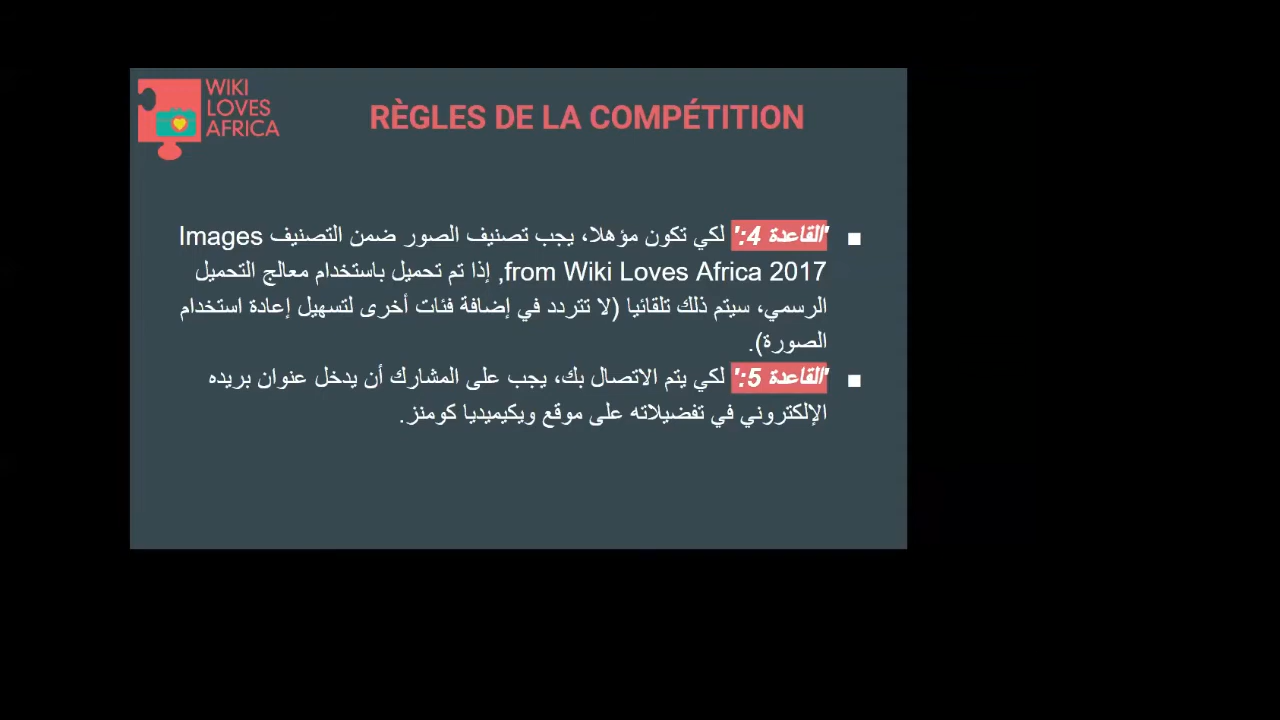 WIKI
LOVES
AFRICA
RÈGLES DE LA COMPÉTITION
'القاعدة 4:' لكي تكون مؤهلا، يجب تصنيف الصور ضمن التصنيف Images
from Wiki Loves Africa 2017, إذا تم تحميل باستخدام معالج التحميل
الرسمي، سيتم ذلك تلقائيا (لا تتردد في إضافة فئات أخرى لتسهيل إعادة استخدام
الصورة).
'القاعدة 5:' لكي يتم الاتصال بك، يجب على المشارك أن يدخل عنوان بريده
الإلكتروني في تفضيلاته على موقع ويكيميديا كومنز.